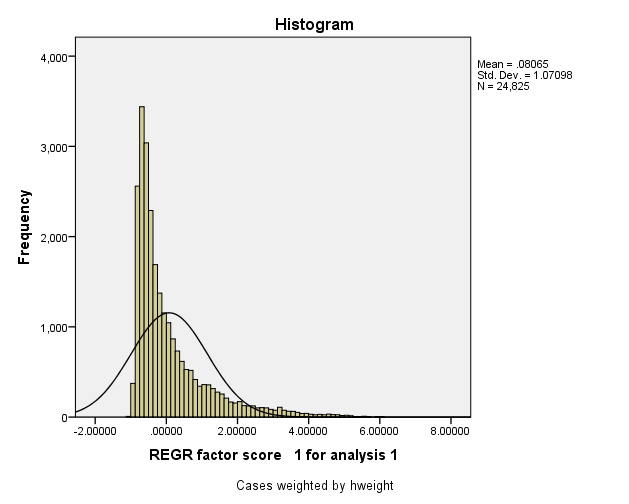 Histogram
4,000
3,000
2,000
1,000
0
Frequency
-2.00000 .00000 2.00000 4.00000 6.00000 8.00000
REGR factor score 1 for analysis 1
Cases weighted by hweight
Mean = .08065
Std. Dev. = 1.07098
N = 24,825